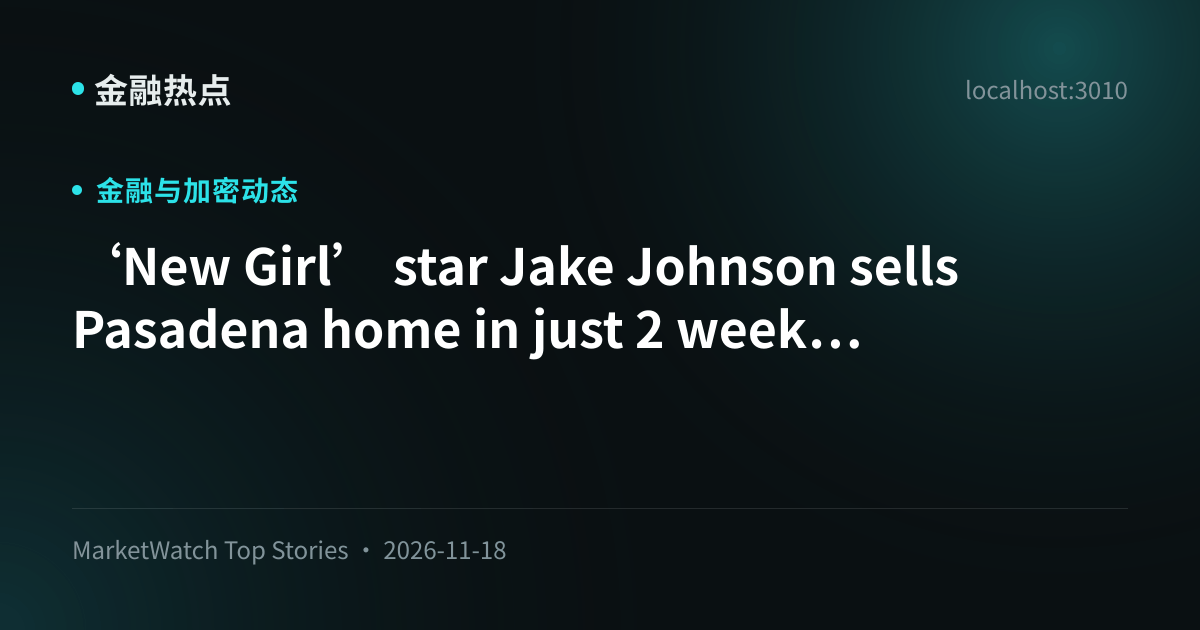 金融热点
localhost:3010
金融与加密动态
‘New Girl’ star Jake Johnson sells
Pasadena home in just 2 week…
MarketWatch Top Stories · 2026-11-18